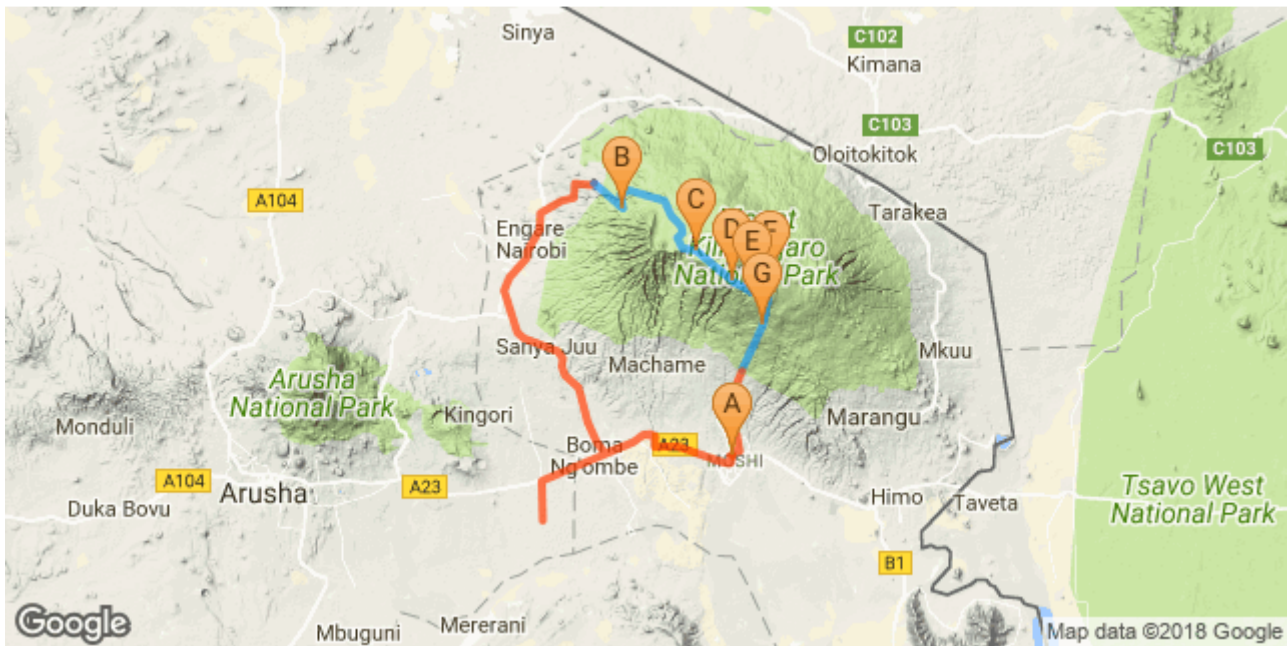 Sinya
C102
Kimana
C103
C103
Oloitokitok
A104
B
C
Tarakea
Engare
Nairobi
D
E
F
National Park
G
Sanya Juu
Machame
Mkuu
Arusha
National Park
Kingori
A
Marangu
Monduli
Boma
Ng'ombe
A23
MOSHI
A104
A23
Arusha
Himo
Taveta
Tsavo West
National Park
Duka Bovu
B1
Google
Mbuguni
Mererani
Map data ©2018 Google